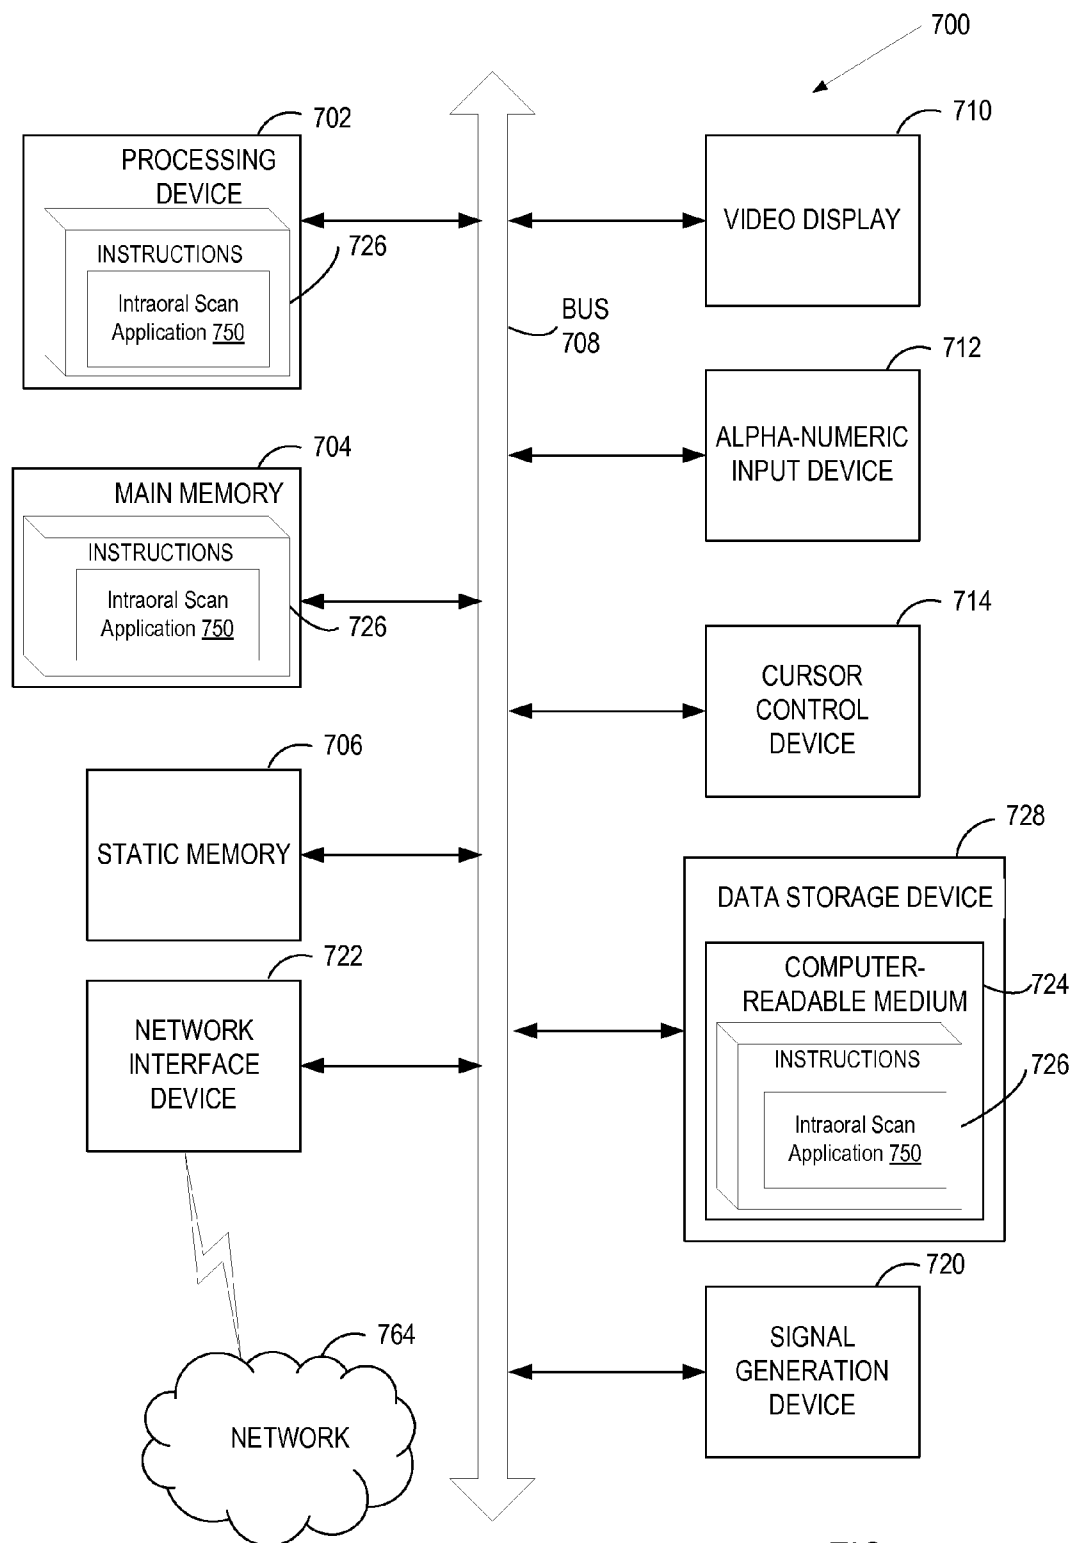 700
702
PROCESSING
DEVICE
INSTRUCTIONS
726
Intraoral Scan
Application 750
704
MAIN MEMORY
INSTRUCTIONS
Intraoral Scan
Application 750
726
706
STATIC MEMORY
722
NETWORK
INTERFACE
DEVICE
764
NETWORK
BUS
708
710
VIDEO DISPLAY
712
ALPHA-NUMERIC
INPUT DEVICE
714
CURSOR
CONTROL
DEVICE
728
DATA STORAGE DEVICE
COMPUTER-
READABLE MEDIUM
724
INSTRUCTIONS
726
Intraoral Scan
Application 750
720
SIGNAL
GENERATION
DEVICE